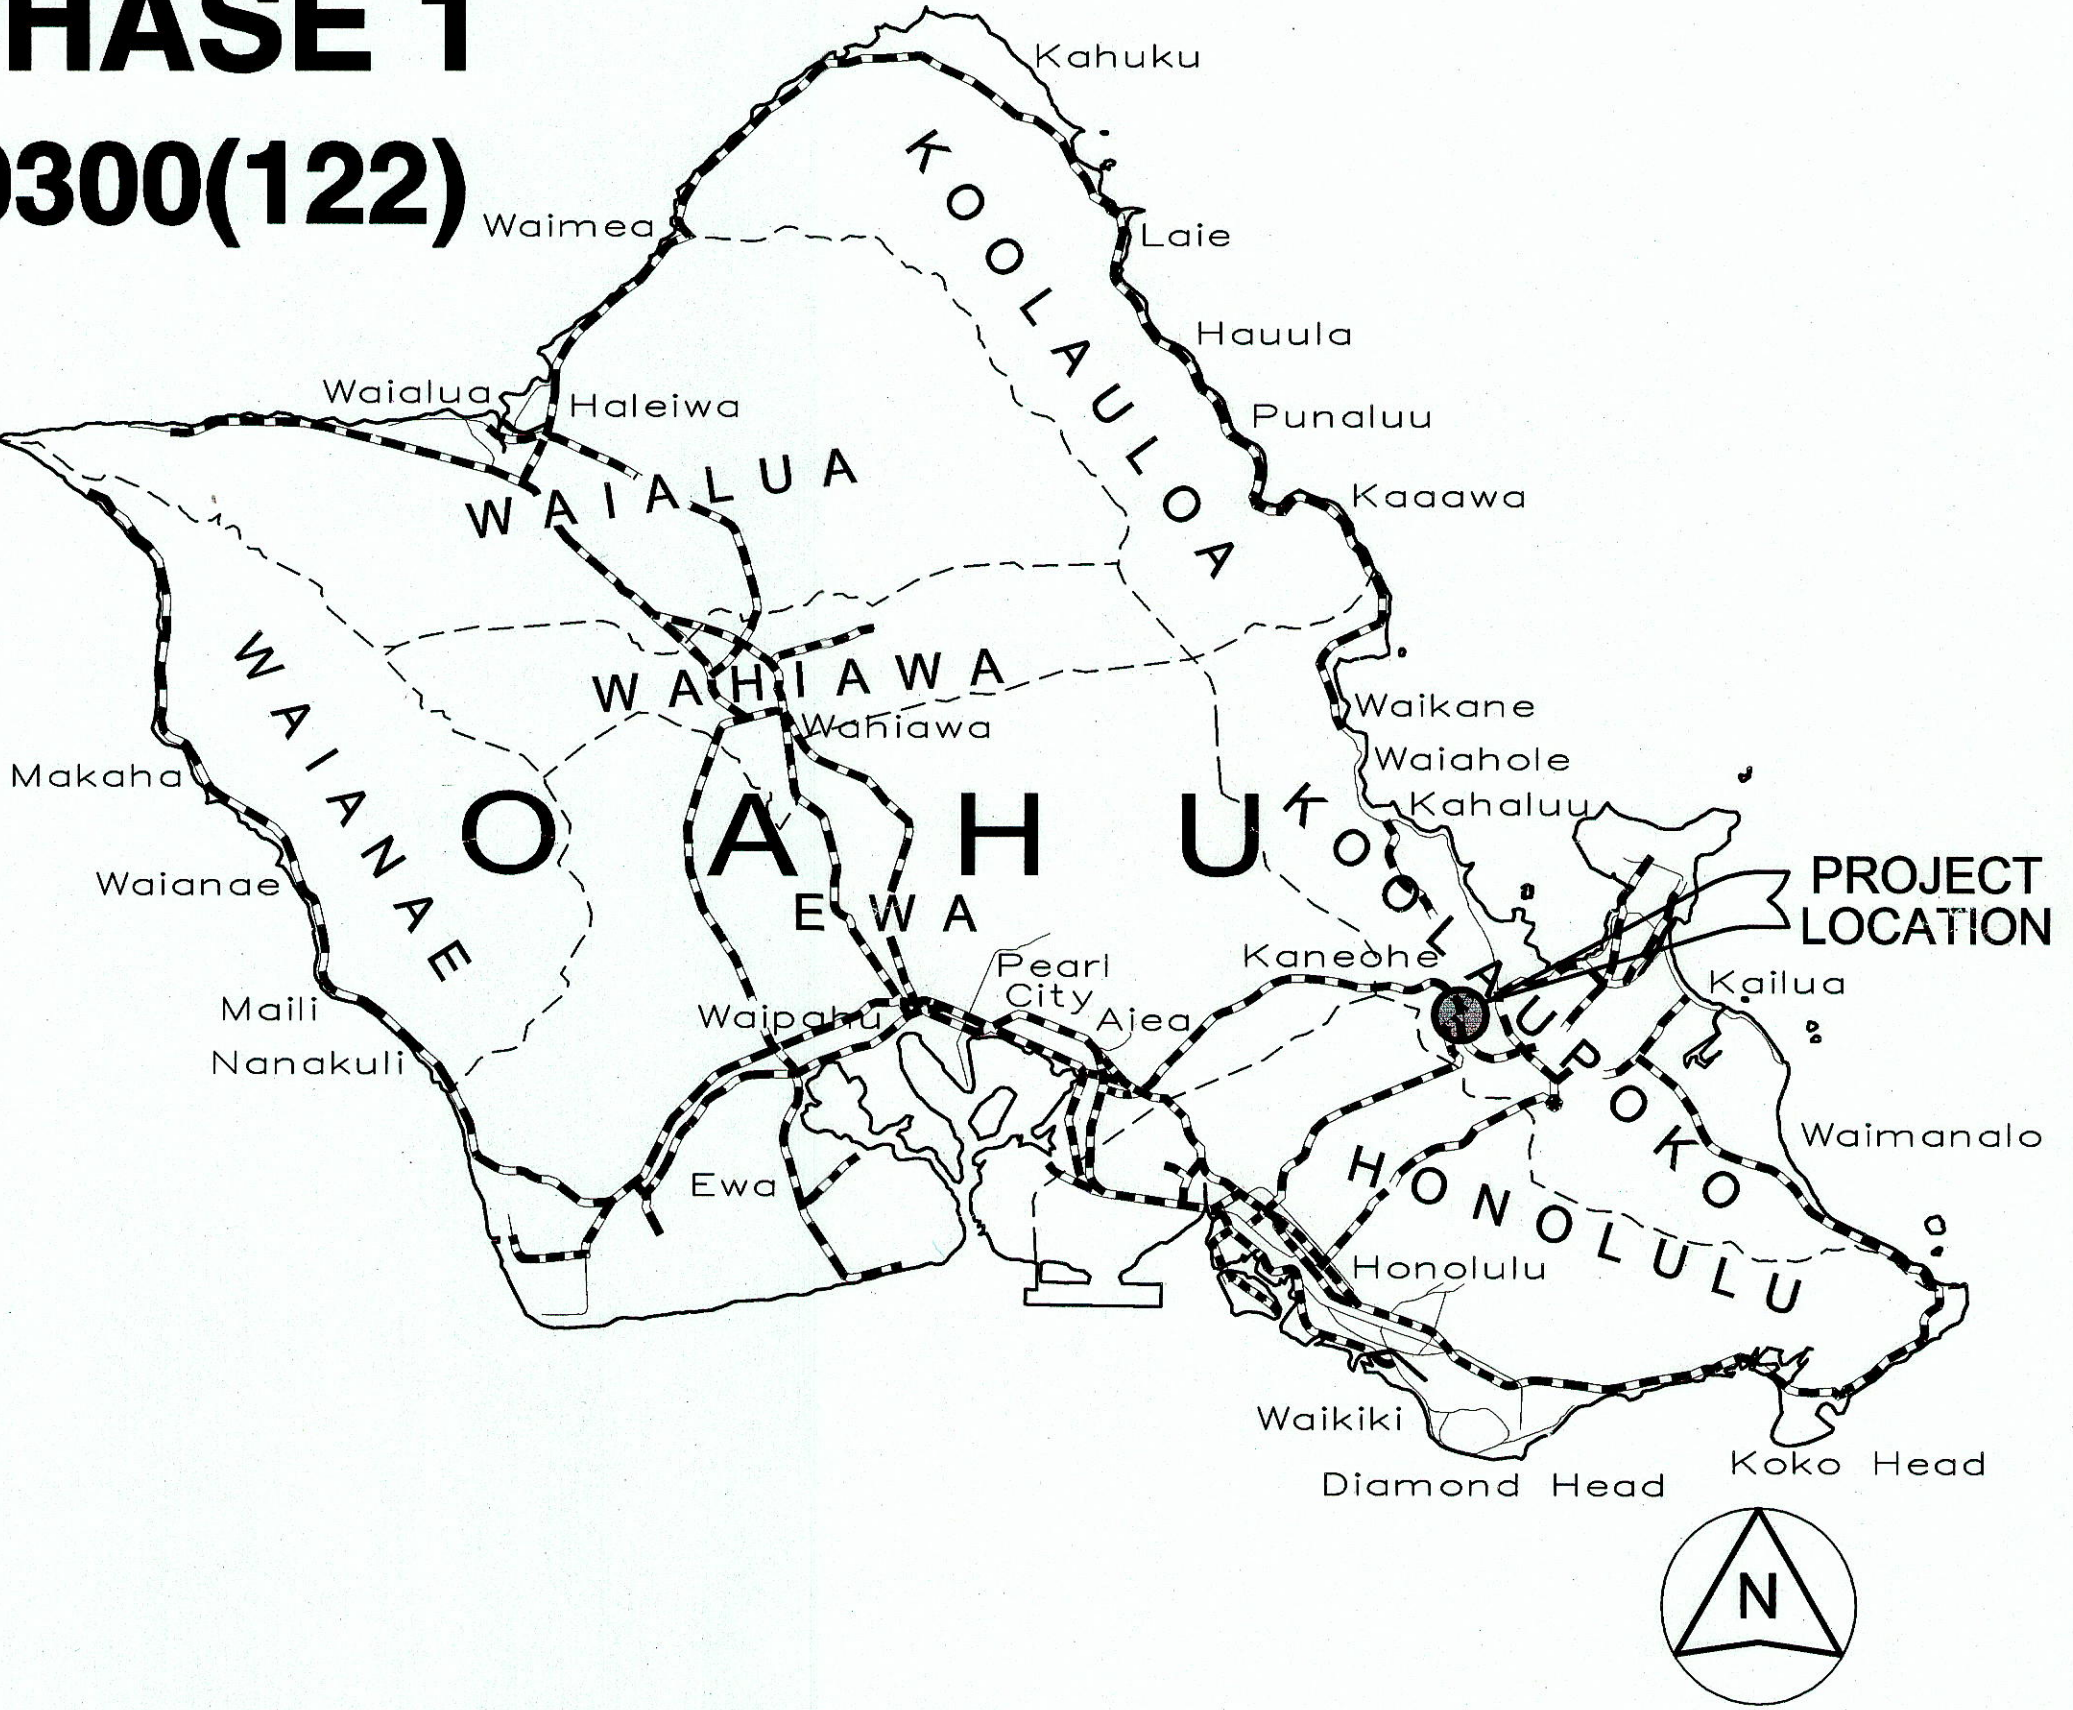 HASE 1
0300(122)
Kahuku
KOOLAULOA
Waimea
Laie
Hauula
Waialua
Haleiwa
Punaluu
WAIALUA
Kaaawa
WAIANAE
WAHIAWA
Wahiawa
Waikane
Waiahole
Makaha
Kahaluu
OAHU
KOOLAUPOKO
PROJECT
LOCATION
Waianae
EWA
Kaneohe
Pearl
City
Kailua
Maili
Waipahu
Aiea
Nanakuli
Waimanalo
Ewa
HONOLULU
Honolulu
Waikiki
Koko Head
Diamond Head
N